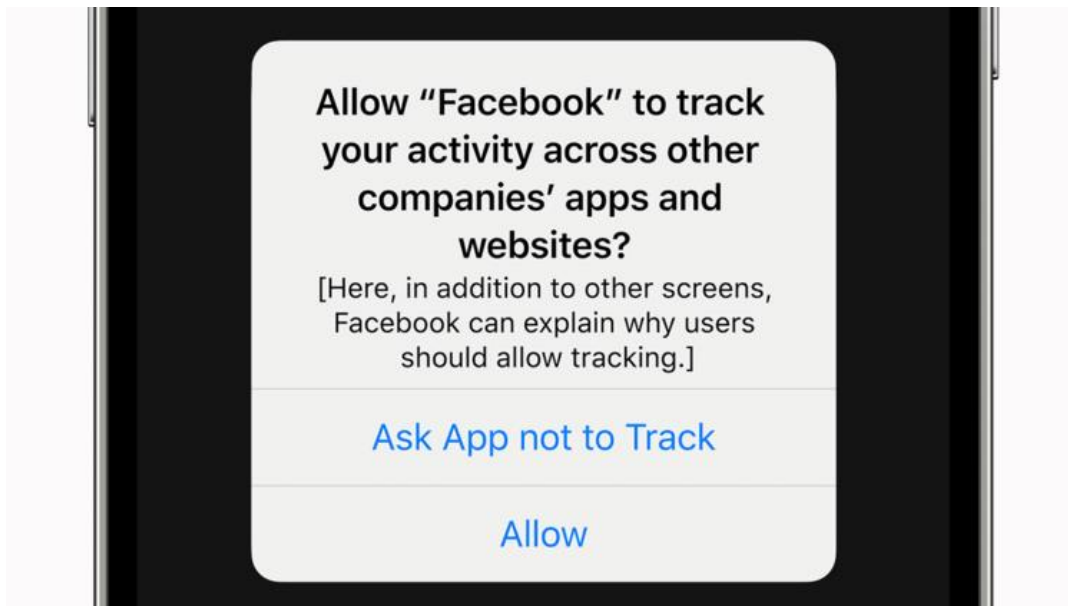 Allow “Facebook” to track
your activity across other
companies’ apps and
websites?
[Here, in addition to other screens,
Facebook can explain why users
should allow tracking.]
Ask App not to Track
Allow